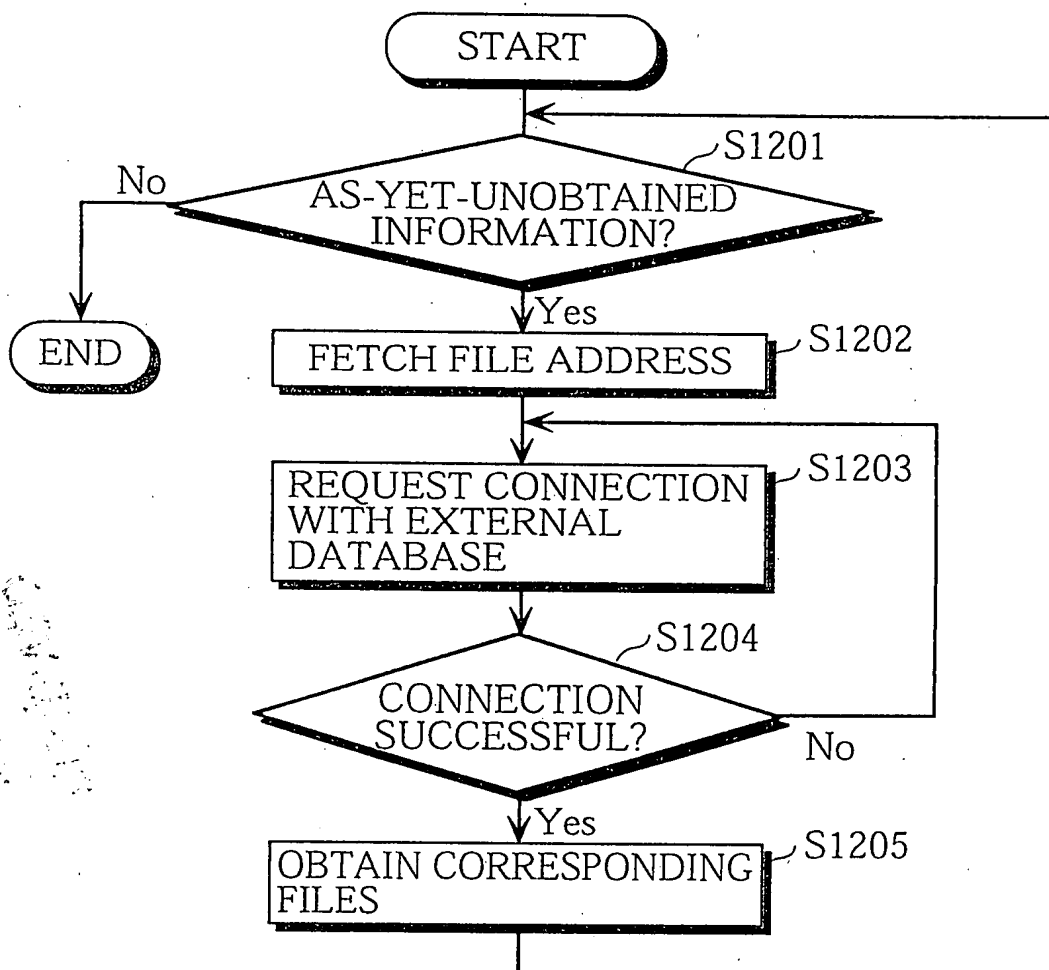 START
S1201
No
AS-YET-UNOBTAINED
INFORMATION?
Yes
END
S1202
FETCH FILE ADDRESS
S1203
REQUEST CONNECTION
WITH EXTERNAL
DATABASE
S1204
CONNECTION
SUCCESSFUL?
No
Yes
S1205
OBTAIN CORRESPONDING
FILES